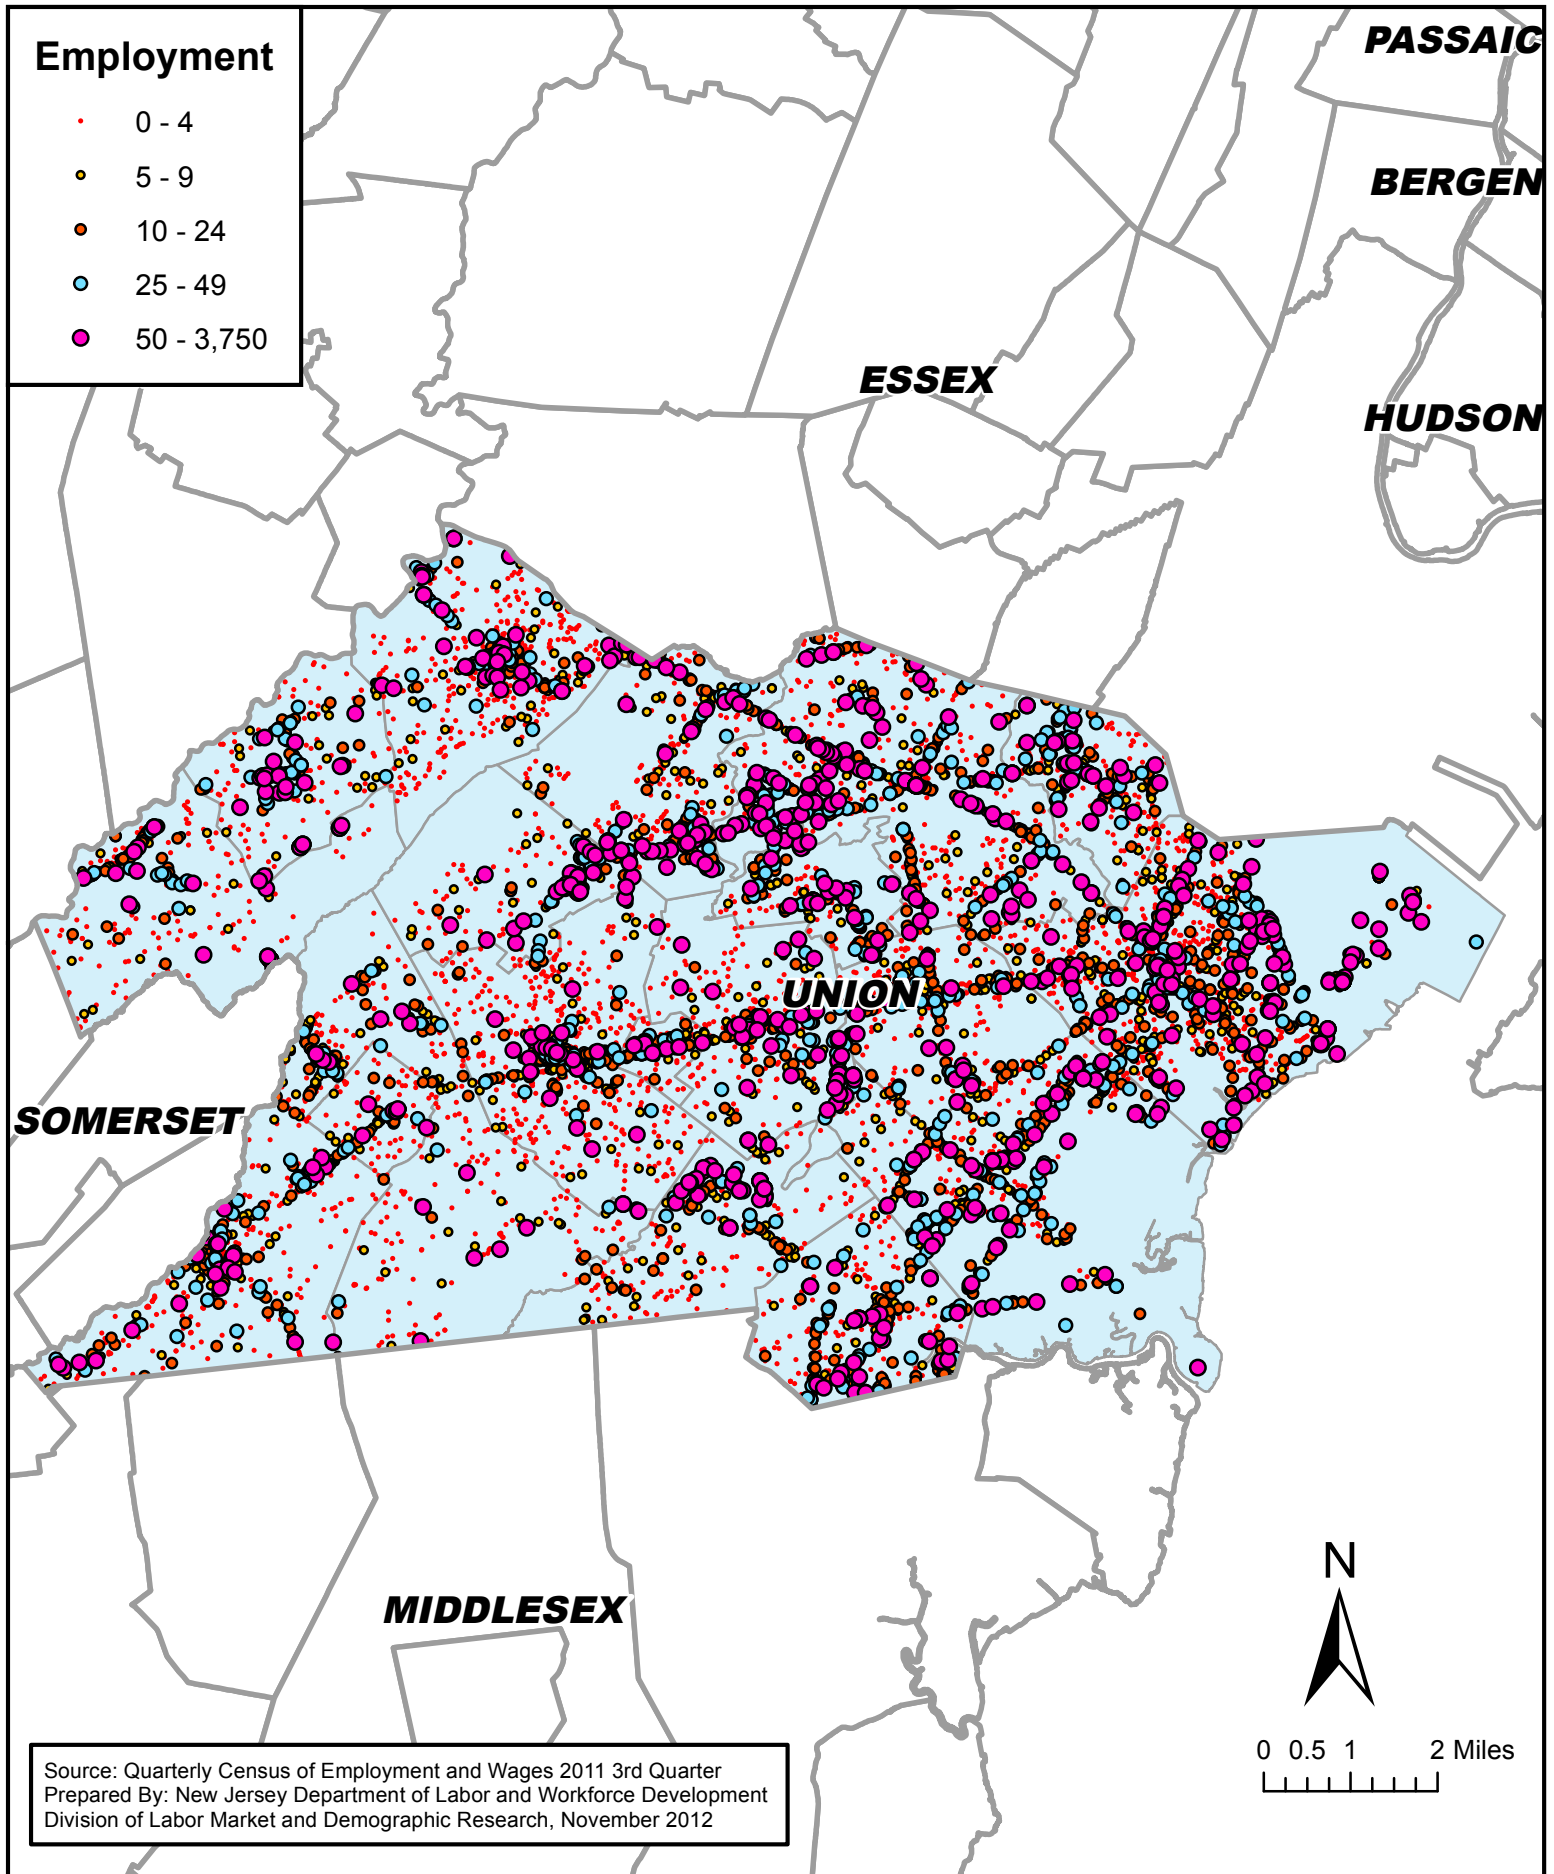 Employment
0 - 4
5 - 9
10 - 24
25 - 49
50 - 3,750
PASSAIC
BERGEN
ESSEX
HUDSON
UNION
SOMERSET
MIDDLESEX
N
0 0.5 1 2 Miles
Source: Quarterly Census of Employment and Wages 2011 3rd Quarter
Prepared By: New Jersey Department of Labor and Workforce Development
Division of Labor Market and Demographic Research, November 2012